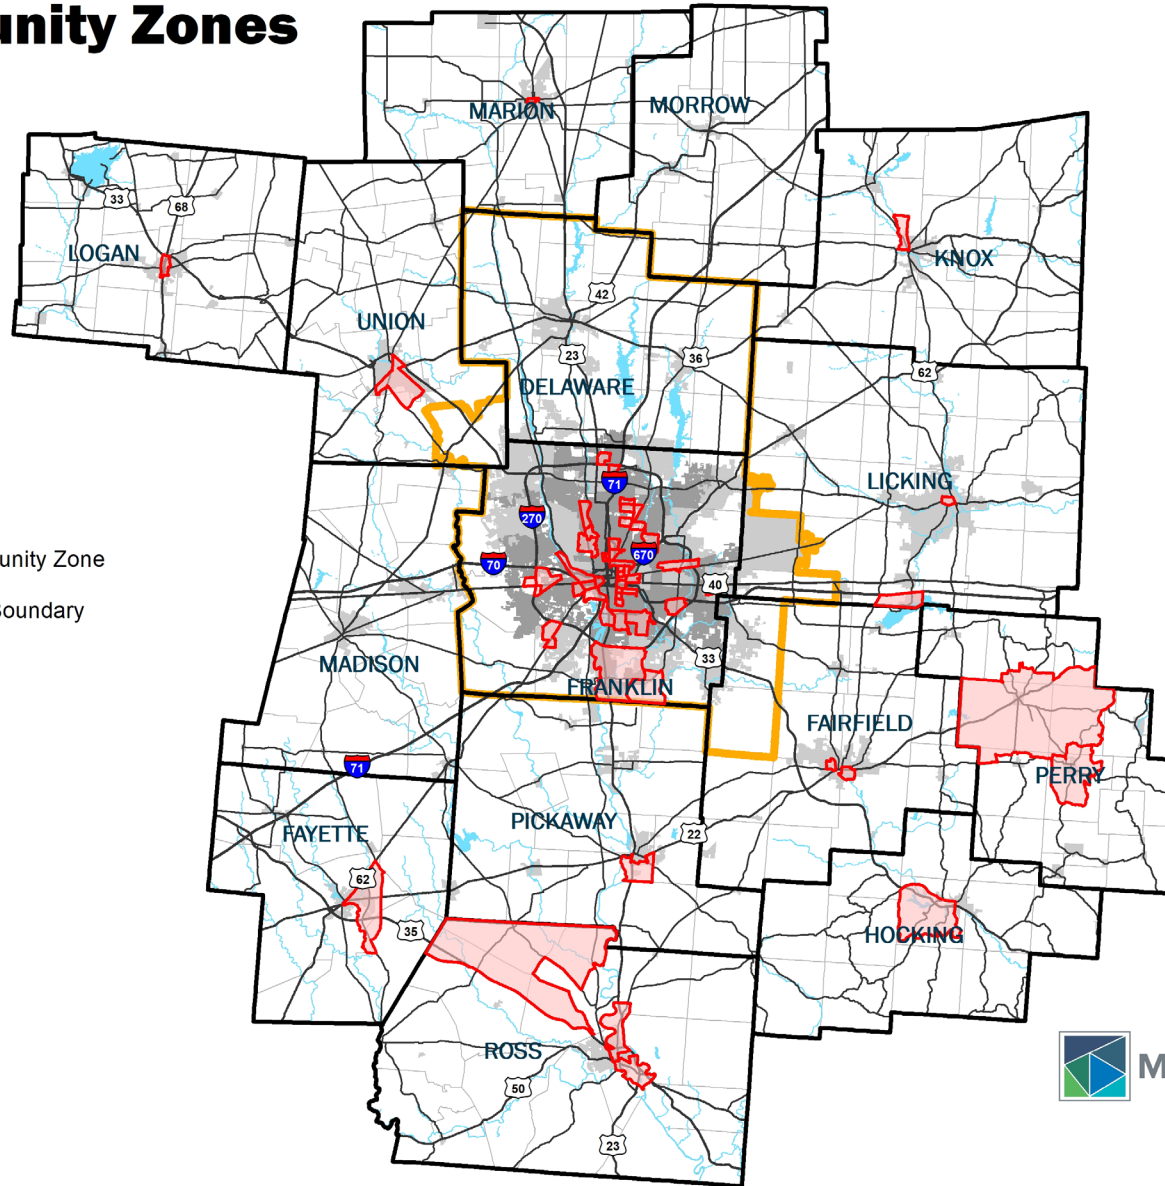 unity Zones
MARION
MORROW
33
68
LOGAN
KNOX
42
UNION
23
36
62
DELAWARE
LICKING
71
270
670
unity Zone
70
40
Boundary
33
MADISON
FRANKLIN
FAIRFIELD
71
PERRY
PICKAWAY
22
FAYETTE
62
35
HOCKING
ROSS
M
50
23